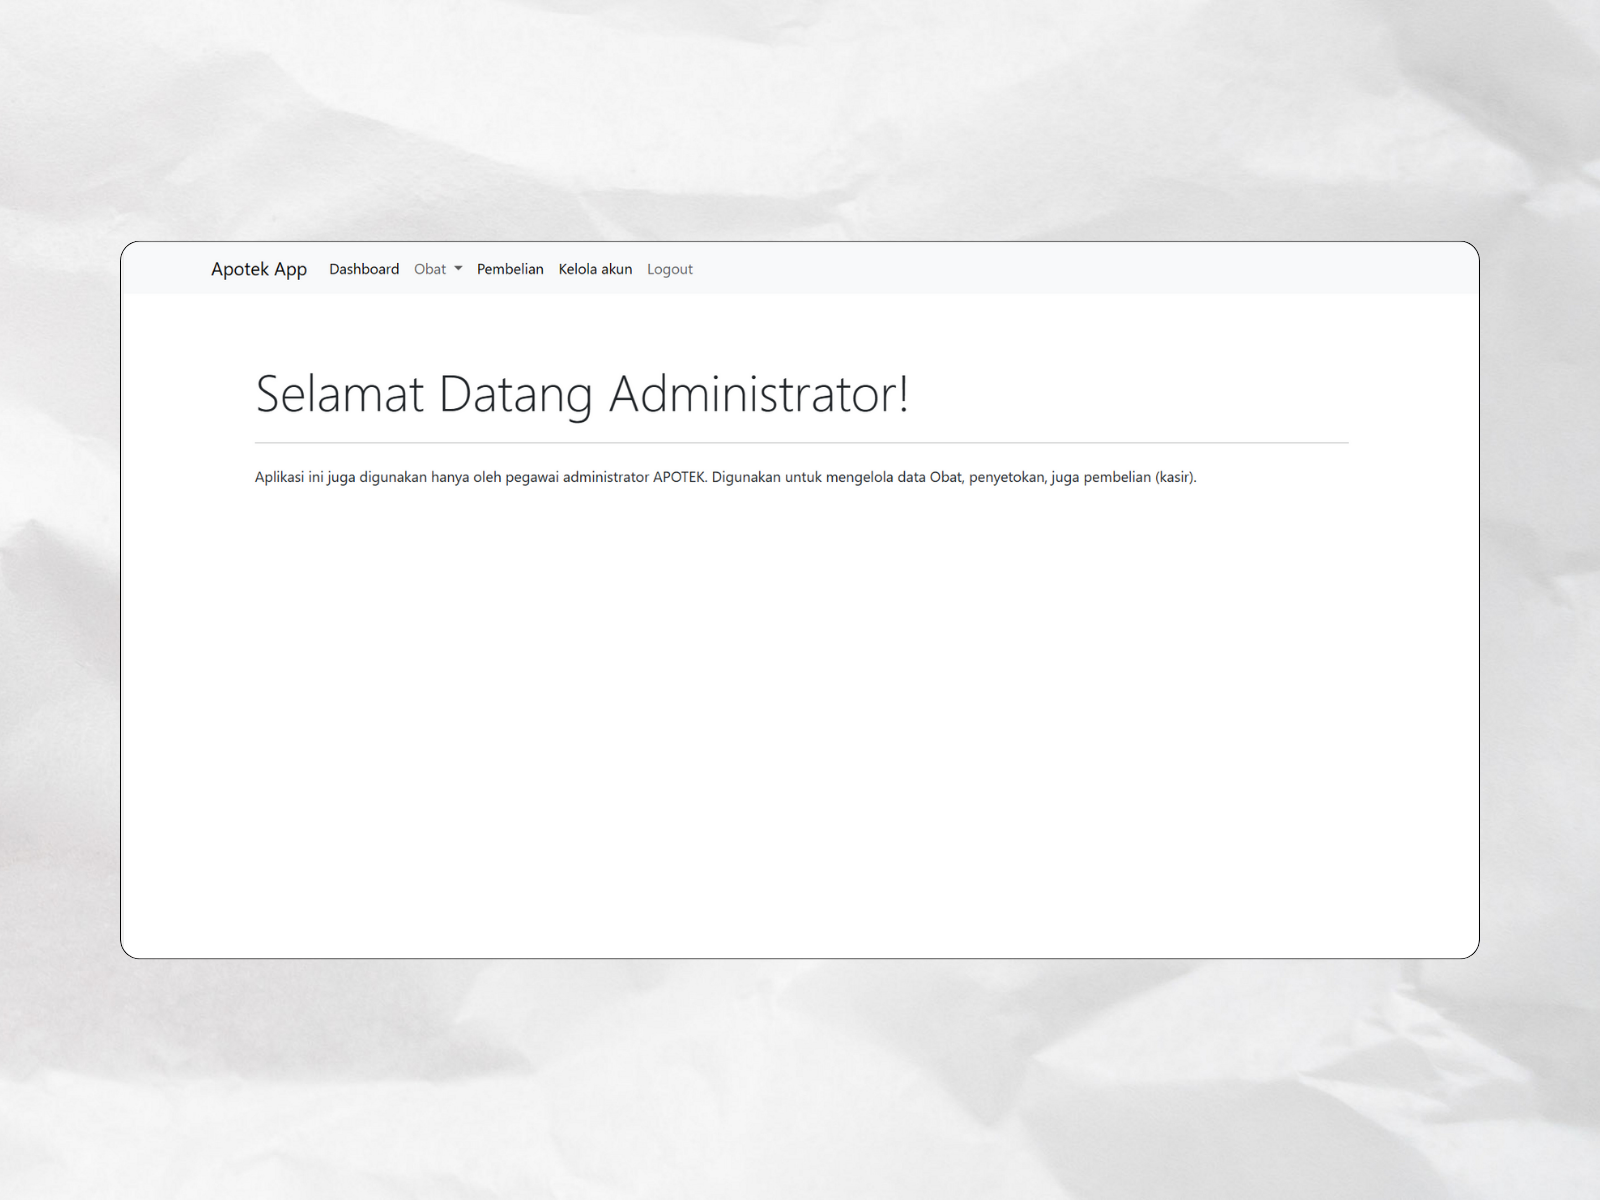 Apotek App Dashboard Obat Pembelian Kelola akun Logout
Selamat Datang Administrator!
Aplikasi ini juga digunakan hanya oleh pegawai administrator APOTEK. Digunakan untuk mengelola data Obat, penyetokan, juga pembelian (kasir).